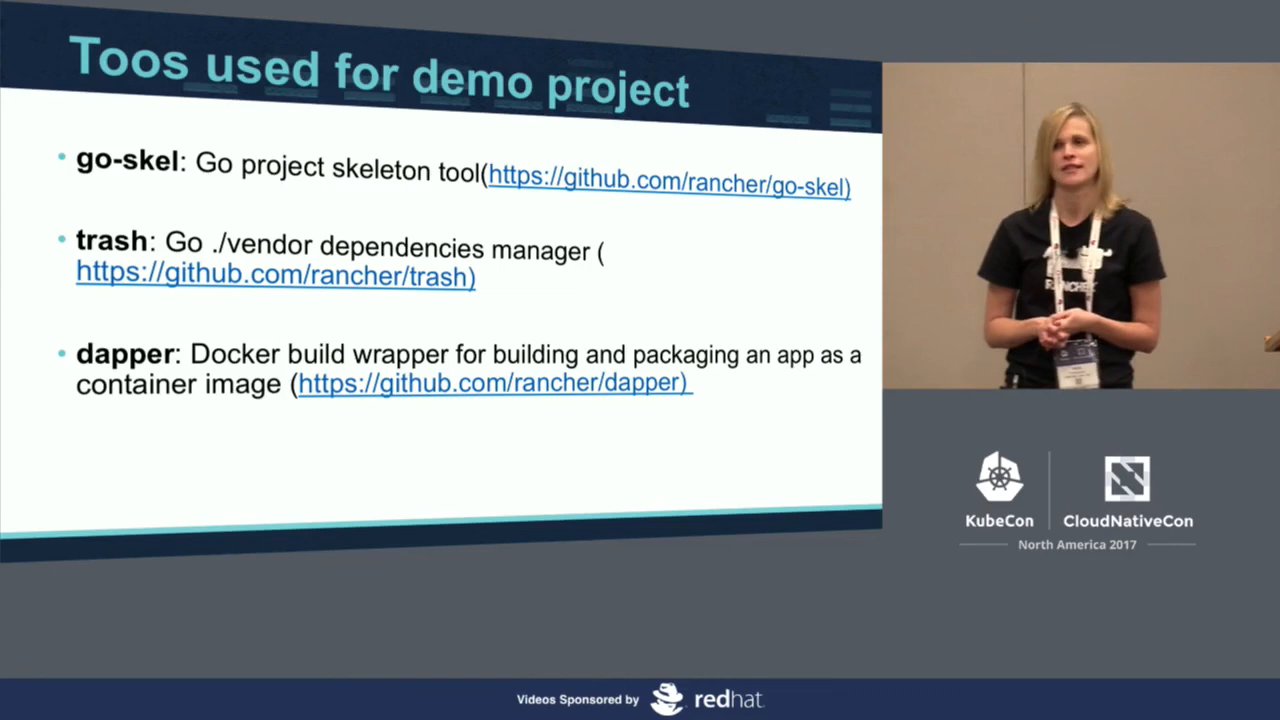 Toos used for demo project
• go-skel: Go project skeleton tool(https://github.com/rancher/go-skel)
• trash: Go ./vendor dependencies manager (
https://github.com/rancher/trash)
• dapper: Docker build wrapper for building and packaging an app as a
container image (https://github.com/rancher/dapper)
RANCHER
KubeCon
CloudNativeCon
North America 2017
Videos Sponsored by
redhat